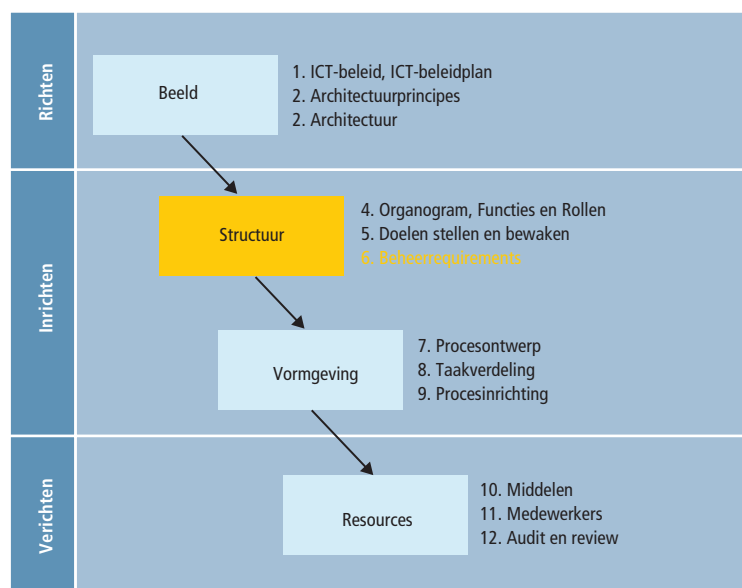 Richten
Beeld
1. ICT-beleid, ICT-beleidplan
2. Architectuurprincipes
2. Architectuur
Inrichten
Structuur
4. Organogram, Functies en Rollen
5. Doelen stellen en bewaken
6. Beheerrequirements
Vormgeving
7. Procesontwerp
8. Taakverdeling
9. Procesinrichting
Verichten
Resources
10. Middelen
11. Medewerkers
12. Audit en review